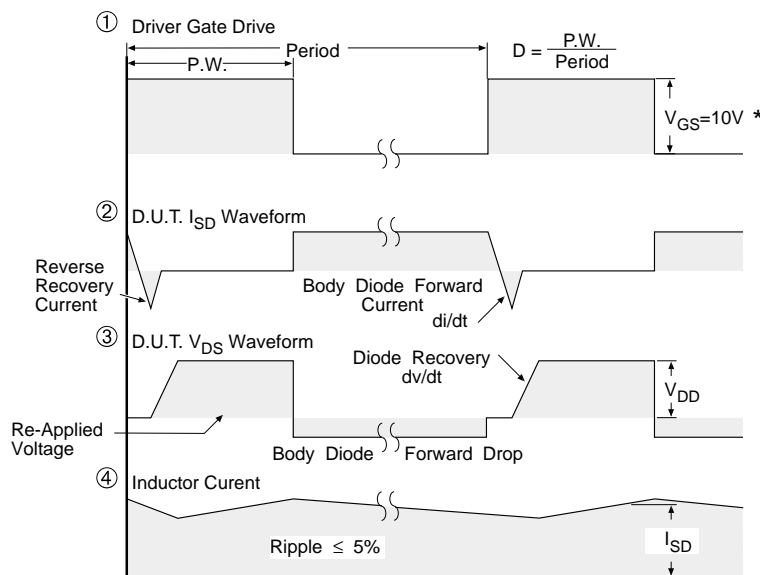 ① Driver Gate Drive
Period
P.W.
D = P.W. / Period
V_GS=10V *
② D.U.T. I_SD Waveform
Reverse
Recovery
Current
Body Diode Forward
Current
di/dt
③ D.U.T. V_DS Waveform
Diode Recovery
dv/dt
V_DD
Re-Applied
Voltage
Body Diode Forward Drop
④ Inductor Curent
Ripple ≤ 5%
I_SD